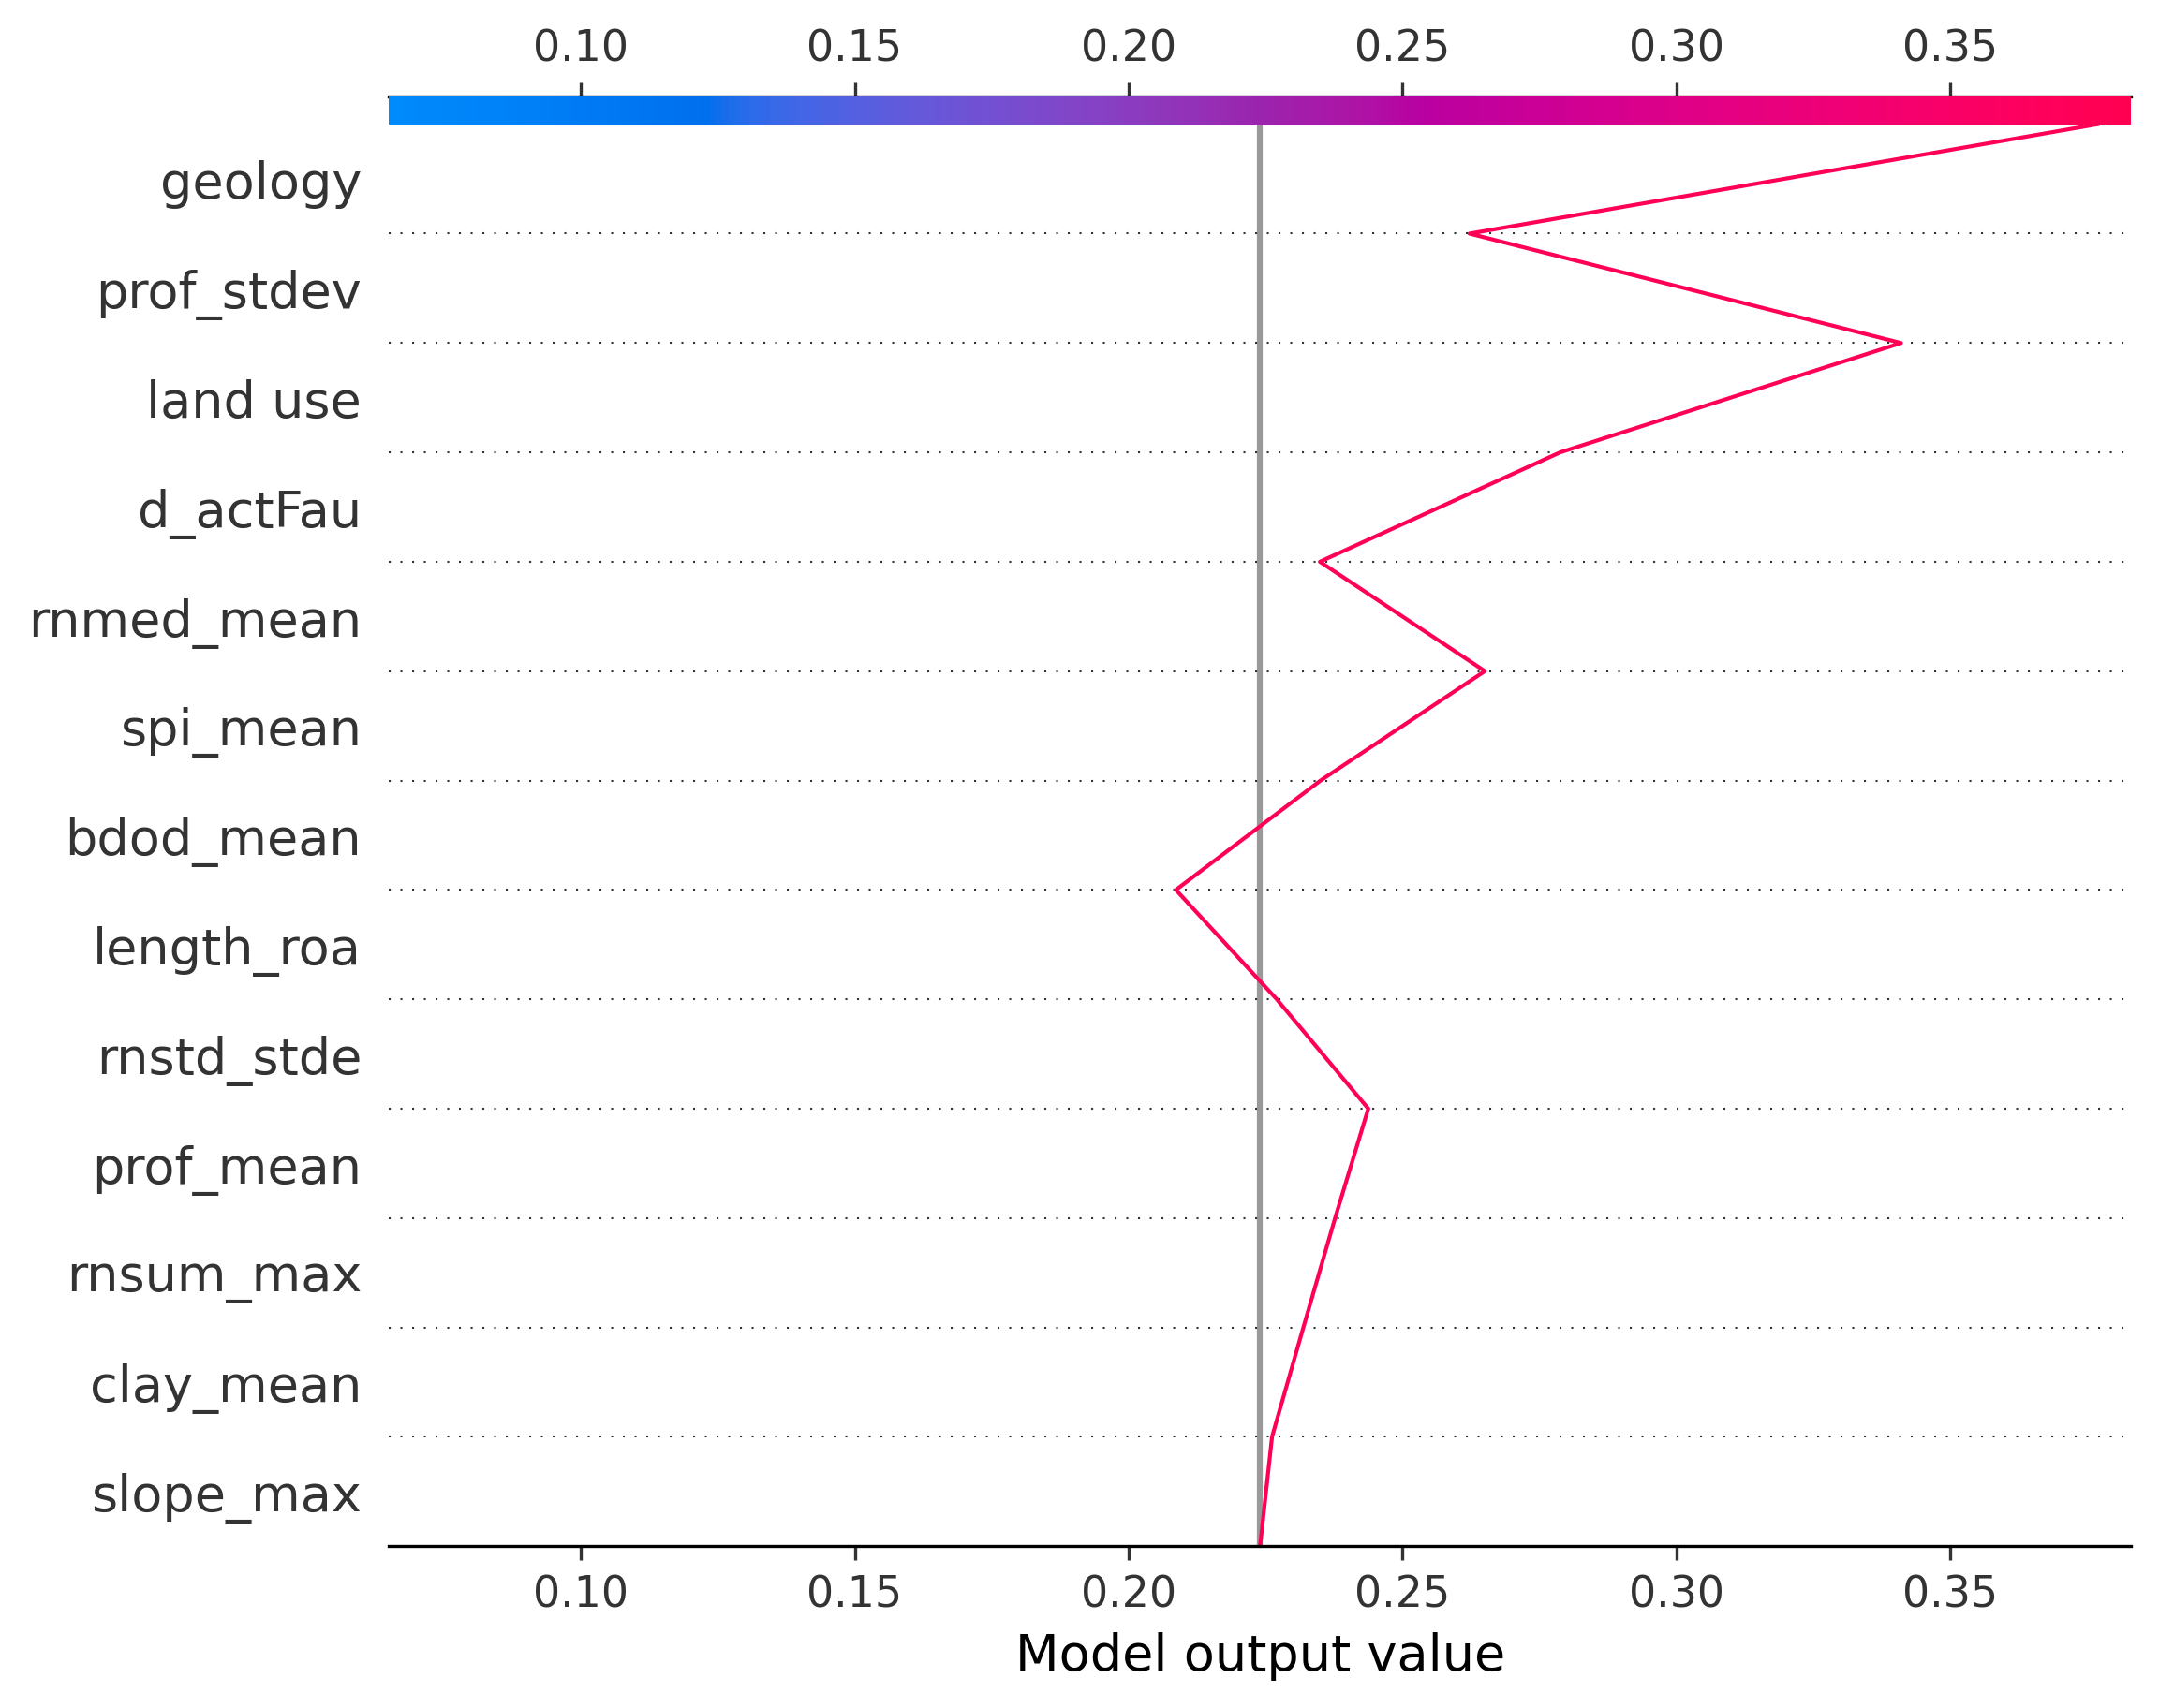 0.10 0.15 0.20 0.25 0.30 0.35
geology
prof_stdev
land use
d_actFau
rnmed_mean
spi_mean
bdod_mean
length_roa
rnstd_stde
prof_mean
rnsum_max
clay_mean
slope_max
0.10 0.15 0.20 0.25 0.30 0.35
Model output value